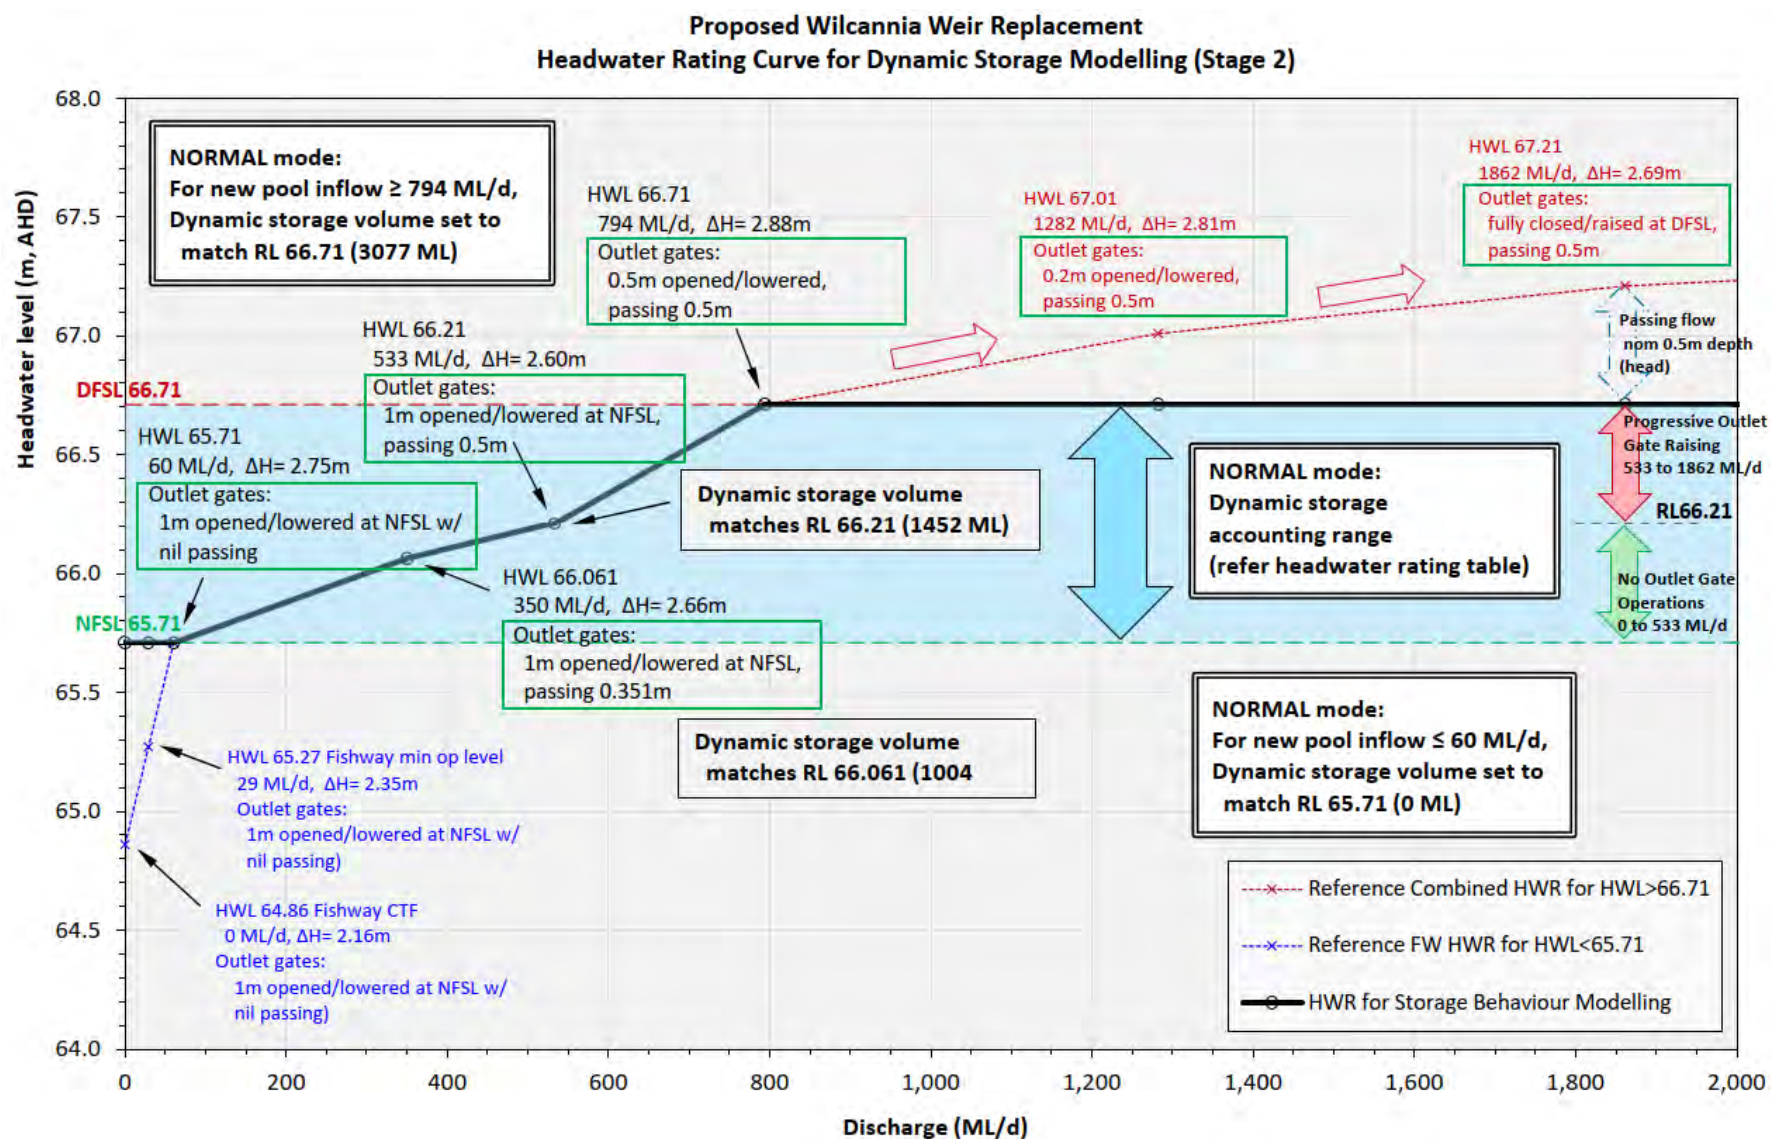 Proposed Wilcannia Weir Replacement
Headwater Rating Curve for Dynamic Storage Modelling (Stage 2)
Headwater level (m, AHD)
68.0
67.5
67.0
66.5
66.0
65.5
65.0
64.5
64.0
NORMAL mode:
For new pool inflow ≥ 794 ML/d,
Dynamic storage volume set to
match RL 66.71 (3077 ML)
HWL 66.71
794 ML/d, ΔH= 2.88m
Outlet gates:
0.5m opened/lowered,
passing 0.5m
HWL 67.01
1282 ML/d, ΔH= 2.81m
Outlet gates:
0.2m opened/lowered,
passing 0.5m
HWL 67.21
1862 ML/d, ΔH= 2.69m
Outlet gates:
fully closed/raised at DFSL,
passing 0.5m
HWL 66.21
533 ML/d, ΔH= 2.60m
Outlet gates:
1m opened/lowered at NFSL,
passing 0.5m
Passing flow
nom 0.5m depth
(head)
DFSL 66.71
HWL 65.71
60 ML/d, ΔH= 2.75m
Outlet gates:
1m opened/lowered at NFSL w/
nil passing
Dynamic storage volume
matches RL 66.21 (1452 ML)
NORMAL mode:
Dynamic storage
accounting range
(refer headwater rating table)
Progressive Outlet
Gate Raising
533 to 1862 ML/d
RL66.21
No Outlet Gate
Operations
0 to 533 ML/d
NFSL 65.71
HWL 66.061
350 ML/d, ΔH= 2.66m
Outlet gates:
1m opened/lowered at NFSL,
passing 0.351m
Dynamic storage volume
matches RL 66.061 (1004
NORMAL mode:
For new pool inflow ≤ 60 ML/d,
Dynamic storage volume set to
match RL 65.71 (0 ML)
HWL 65.27 Fishway min op level
29 ML/d, ΔH= 2.35m
Outlet gates:
1m opened/lowered at NFSL w/
nil passing)
HWL 64.86 Fishway CTF
0 ML/d, ΔH= 2.16m
Outlet gates:
1m opened/lowered at NFSL w/
nil passing)
Reference Combined HWR for HWL>66.71
Reference FW HWR for HWL<65.71
HWR for Storage Behaviour Modelling
0 200 400 600 800 1,000 1,200 1,400 1,600 1,800 2,000
Discharge (ML/d)